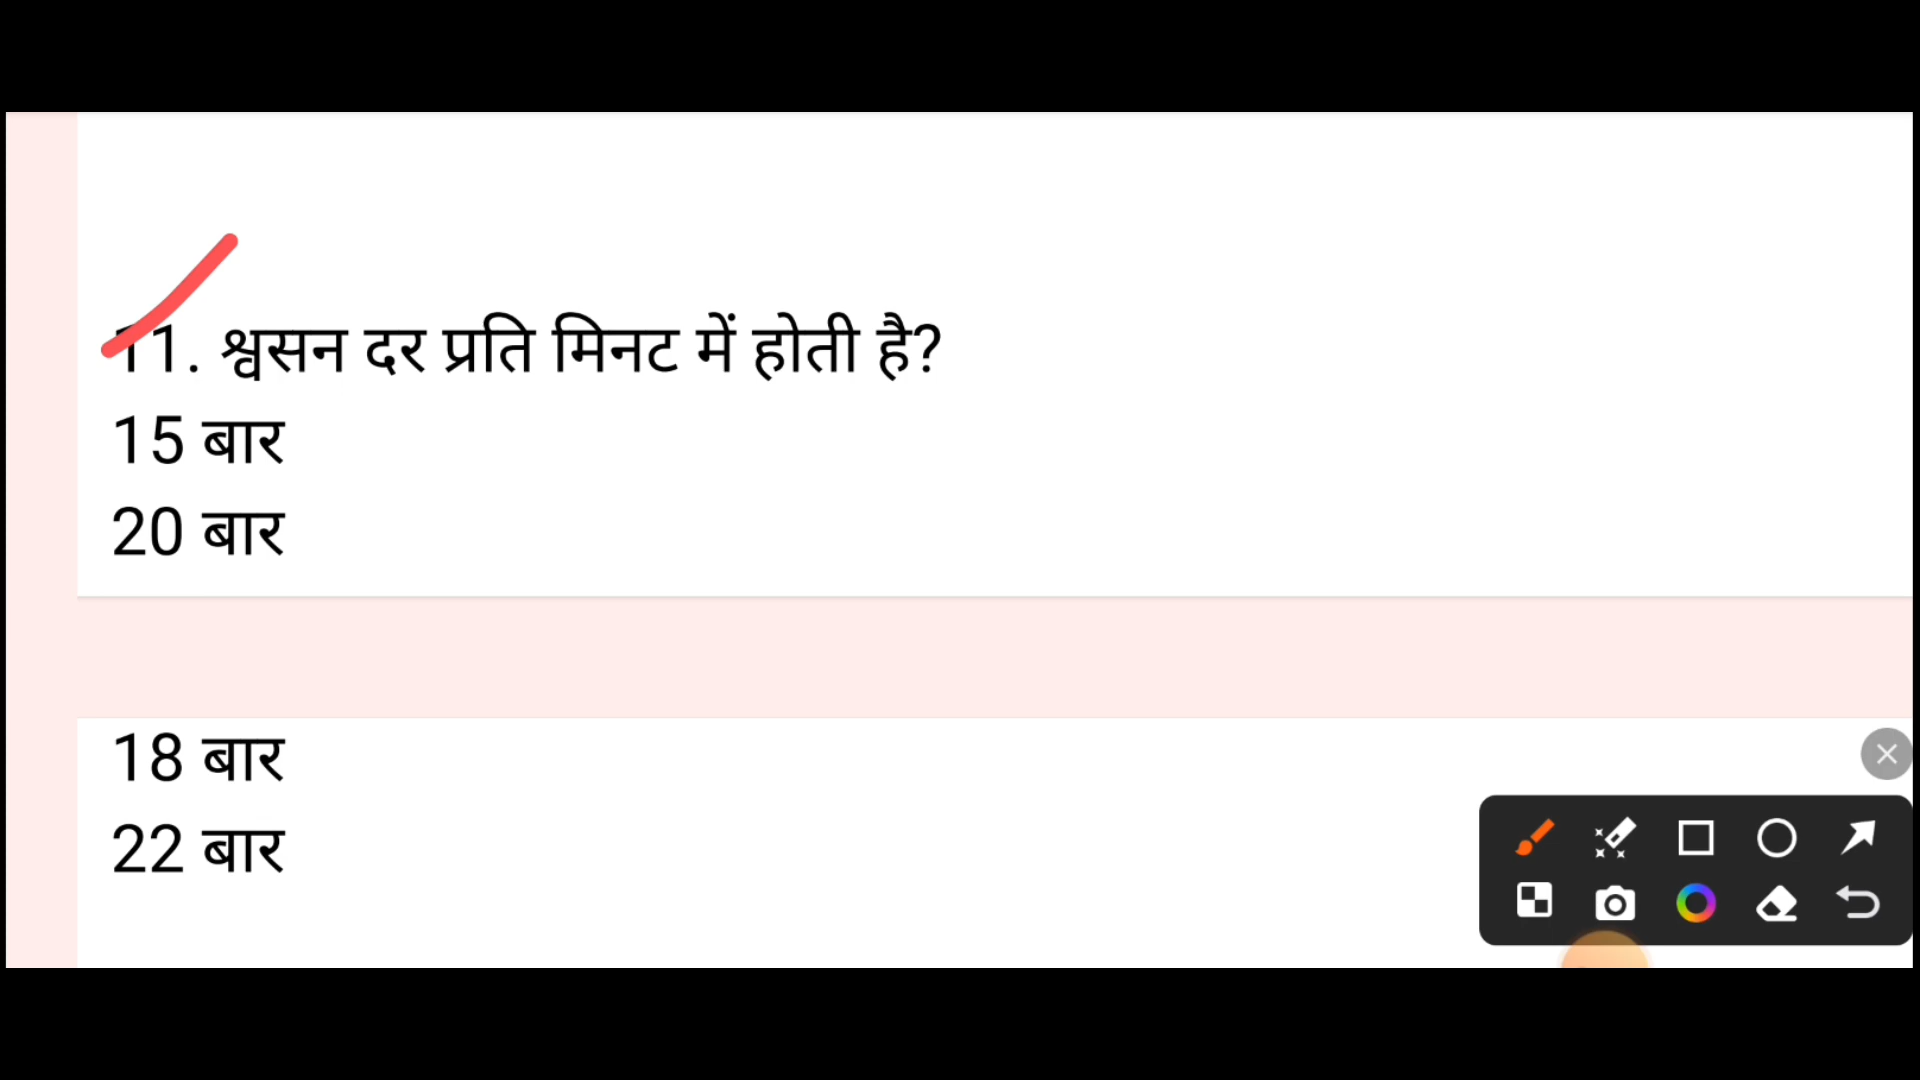 11. श्वसन दर प्रति मिनट में होती है?
15 बार
20 बार
18 बार
22 बार